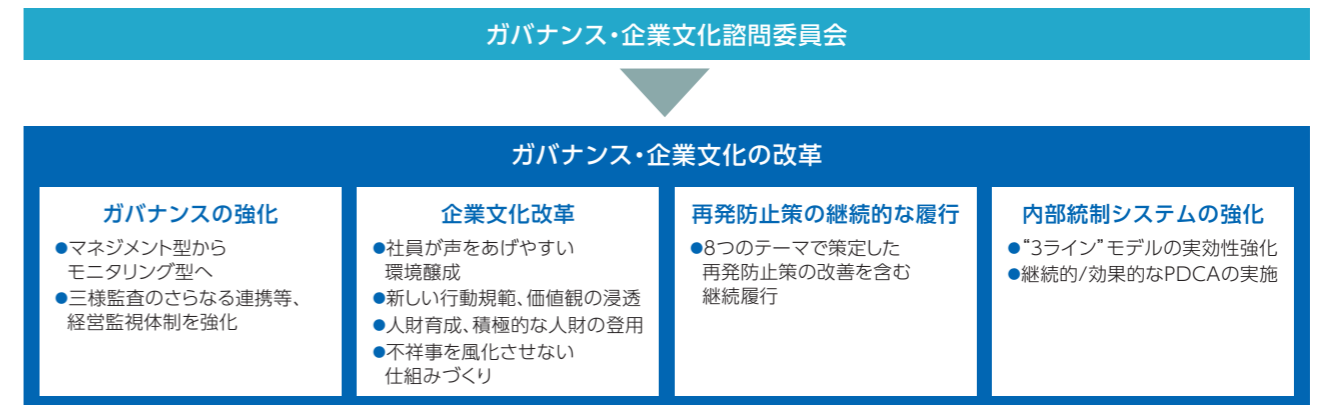 ガバナンス・企業文化諮問委員会
ガバナンス・企業文化の改革
ガバナンスの強化
●マネジメント型から
モニタリング型へ
●三様監査のさらなる連携等、
経営監視体制を強化
企業文化改革
●社員が声をあげやすい
環境醸成
●新しい行動規範、価値観の浸透
●人財育成、積極的な人財の登用
●不祥事を風化させない
仕組みづくり
再発防止策の継続的な履行
●8つのテーマで策定した
再発防止策の改善を含む
継続履行
内部統制システムの強化
●“3ライン”モデルの実効性強化
●継続的/効果的なPDCAの実施